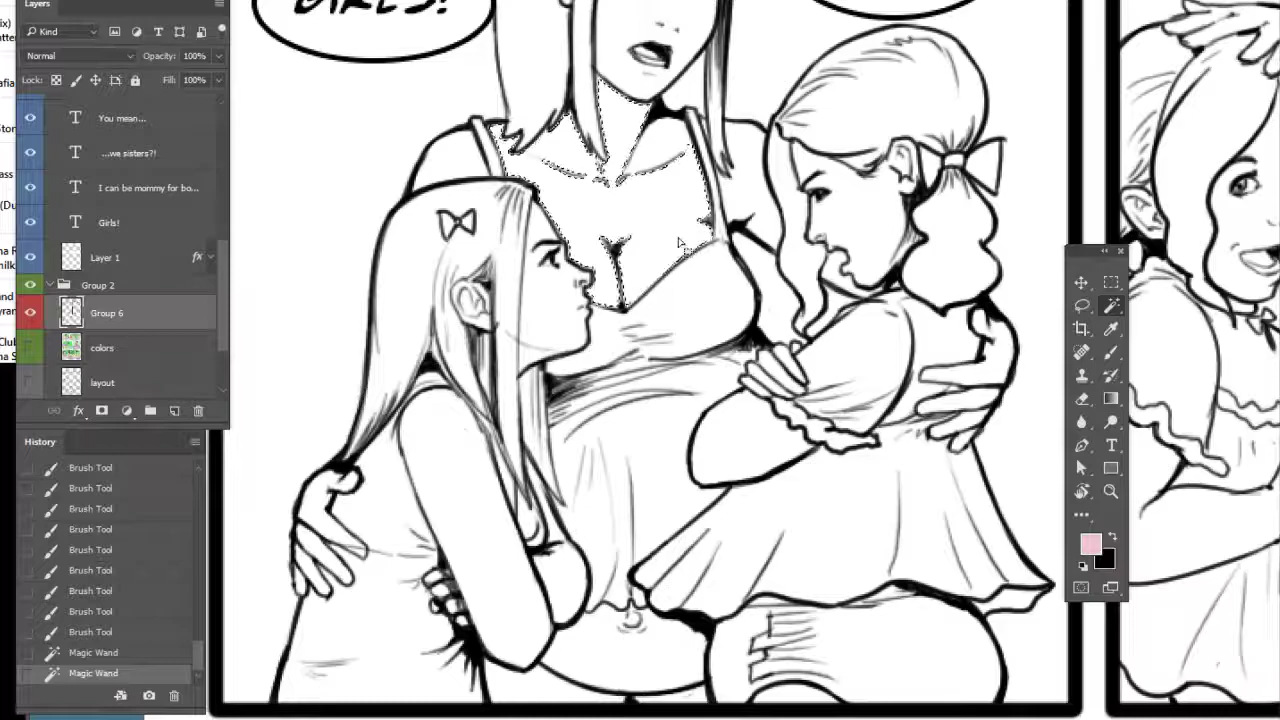 Layers
GIRLS!
Kind
Normal
Opacity: 100%
Lock:
Fill: 100%
You mean...
...we sisters?!
I can be mommy for bo...
Girls!
Layer 1
fx
Group 2
Group 6
colors
layout
fx
History
Brush Tool
Brush Tool
Brush Tool
Brush Tool
Brush Tool
Brush Tool
Brush Tool
Brush Tool
Brush Tool
Magic Wand
Magic Wand